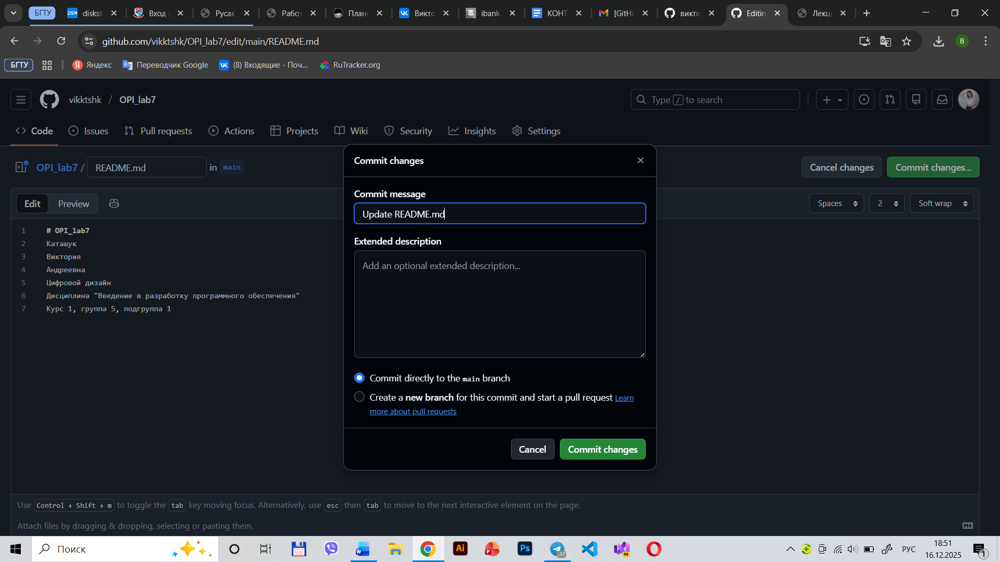 БГТУ
diskst
Вход
Русак
Работ
План
Викто
ibank.
КОНТ
[GitHu
викт
Editin
Лекц
github.com/vikktshk/OPI_lab7/edit/main/README.md
В
БГТУ
Яндекс
Переводчик Google
(8) Входящие - Поч...
RuTracker.org
vikktshk / OPI_lab7
Type / to search
Code
Issues
Pull requests
Actions
Projects
Wiki
Security
Insights
Settings
OPI_lab7 / README.md in main
Cancel changes
Commit changes...
Edit
Preview
Spaces
2
Soft wrap
1 # OPI_lab7
2 Каташук
3 Виктория
4 Андреевна
5 Цифровой дизайн
6 Дисциплина "Введение в разработку программного обеспечения"
7 Курс 1, группа 5, подгруппа 1
Commit changes
Commit message
Update README.md
Extended description
Add an optional extended description...
Commit directly to the main branch
Create a new branch for this commit and start a pull request Learn
more about pull requests
Cancel
Commit changes
Use Control + Shift + m to toggle the tab key moving focus. Alternatively, use esc then tab to move to the next interactive element on the page.
Attach files by dragging & dropping, selecting or pasting them.
Поиск
РУС
18:51
16.12.2025
1